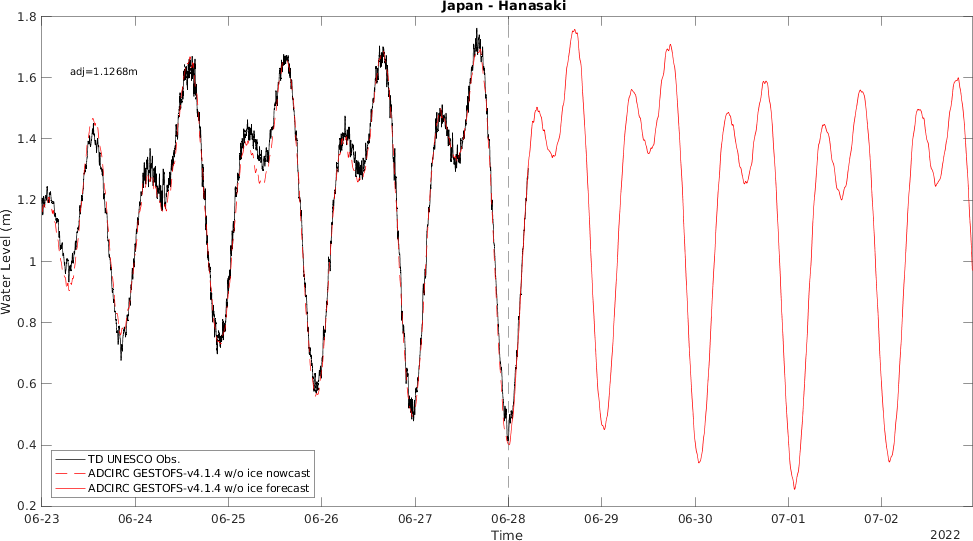 Japan - Hanasaki
1.8
1.6
1.4
1.2
1
0.8
0.6
0.4
0.2
Water Level (m)
adj=1.1268m
TD UNESCO Obs.
ADCIRC GESTOFS-v4.1.4 w/o ice nowcast
ADCIRC GESTOFS-v4.1.4 w/o ice forecast
06-23 06-24 06-25 06-26 06-27 06-28 06-29 06-30 07-01 07-02
Time
2022